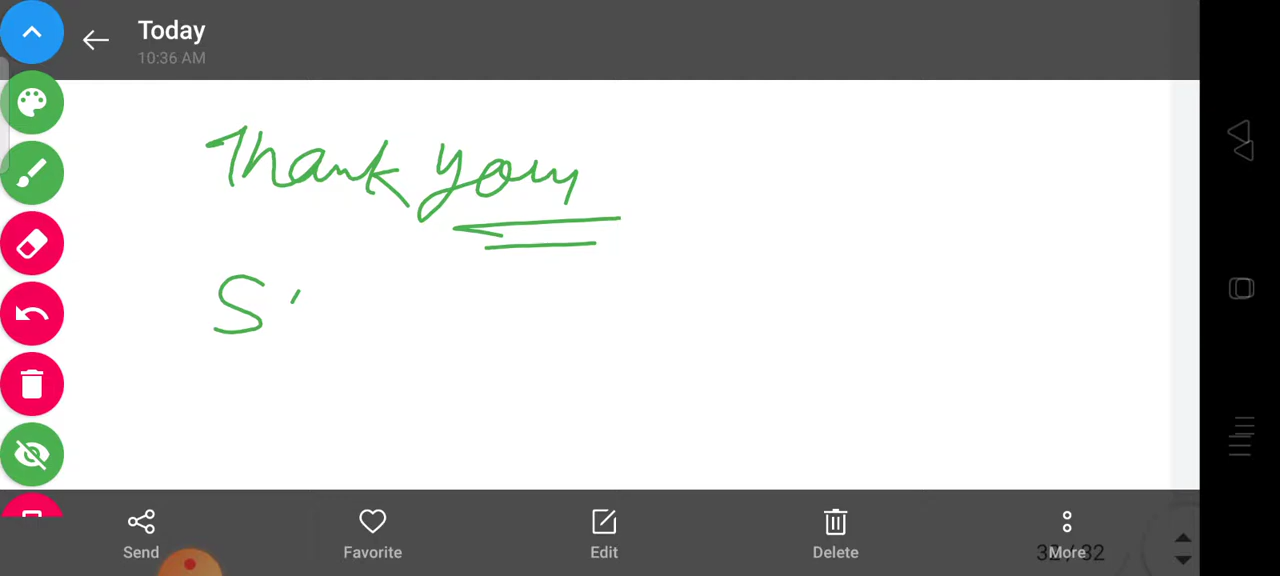 Today
10:36 AM
Thank you
S
Send
Favorite
Edit
Delete
More